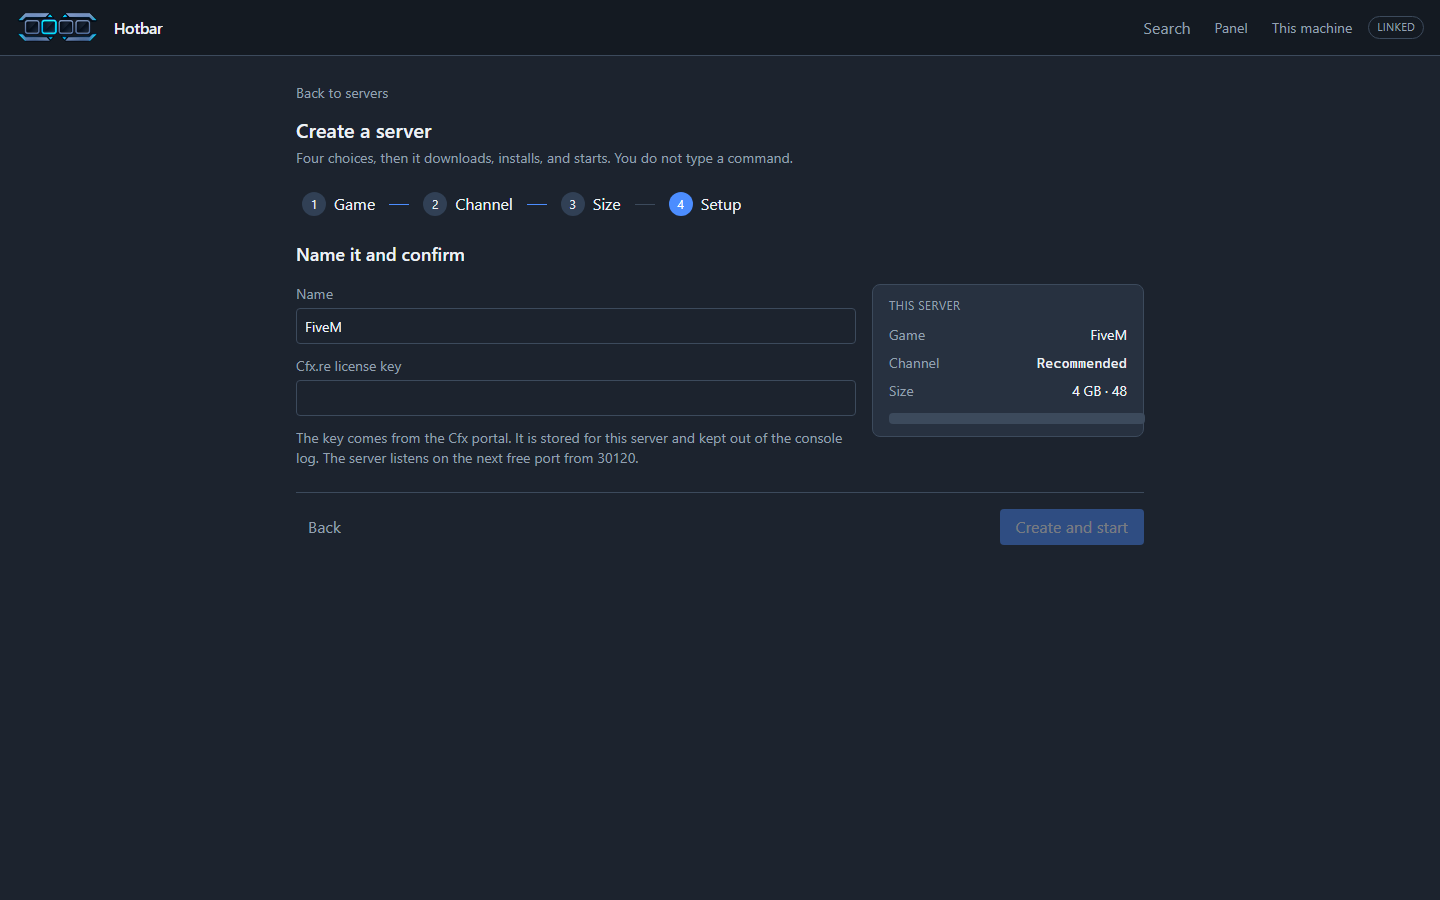 Hotbar
Search
Panel
This machine
LINKED
Back to servers
Create a server
Four choices, then it downloads, installs, and starts. You do not type a command.
1 Game
2 Channel
3 Size
4 Setup
Name it and confirm
Name
FiveM
Cfx.re license key
The key comes from the Cfx portal. It is stored for this server and kept out of the console
log. The server listens on the next free port from 30120.
THIS SERVER
Game FiveM
Channel Recommended
Size 4 GB · 48
Back
Create and start